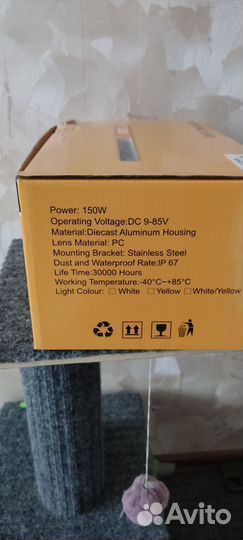 Power: 150W
Operating Voltage:DC 9-85V
Material:Diecast Aluminum Housing
Lens Material: PC
Mounting Bracket: Stainless Steel
Dust and Waterproof Rate:IP 67
Life Time:30000 Hours
Working Temperature:-40°C~+85°C
Light Colour: White Yellow White/Yellow
Avito